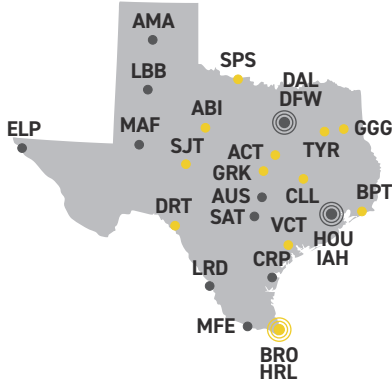 AMA
SPS
LBB
DAL
DFW
ABI
ELP
MAF
GGG
SJT
ACT
TYR
GRK
AUS
CLL
BPT
DRT
SAT
VCT
HOU
IAH
LRD
CRP
MFE
BRO
HRL